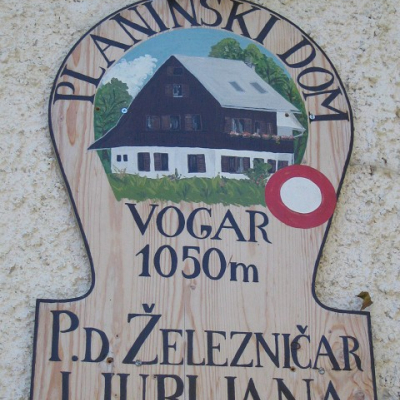 PLANINSKI DOM
VOGAR
1050m
P.D. ŽELEZNIČAR
LJUBLJANA